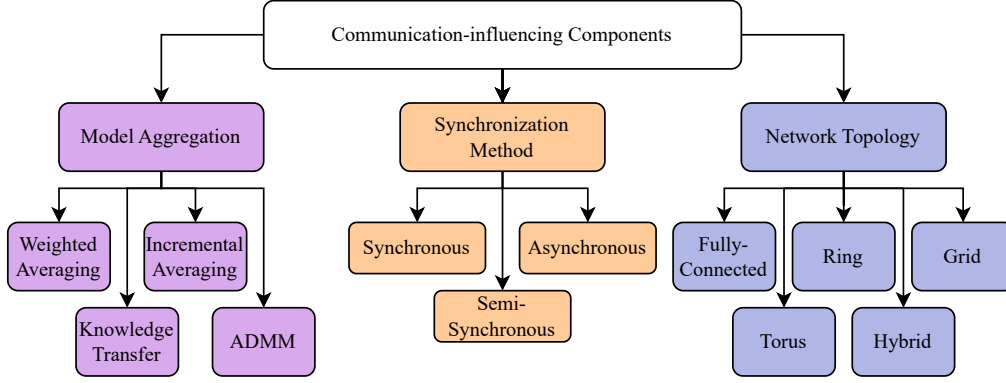 Communication-influencing Components
Model Aggregation
Synchronization
Method
Network Topology
Weighted
Averaging
Incremental
Averaging
Knowledge
Transfer
ADMM
Synchronous
Asynchronous
Semi-
Synchronous
Fully-
Connected
Ring
Grid
Torus
Hybrid